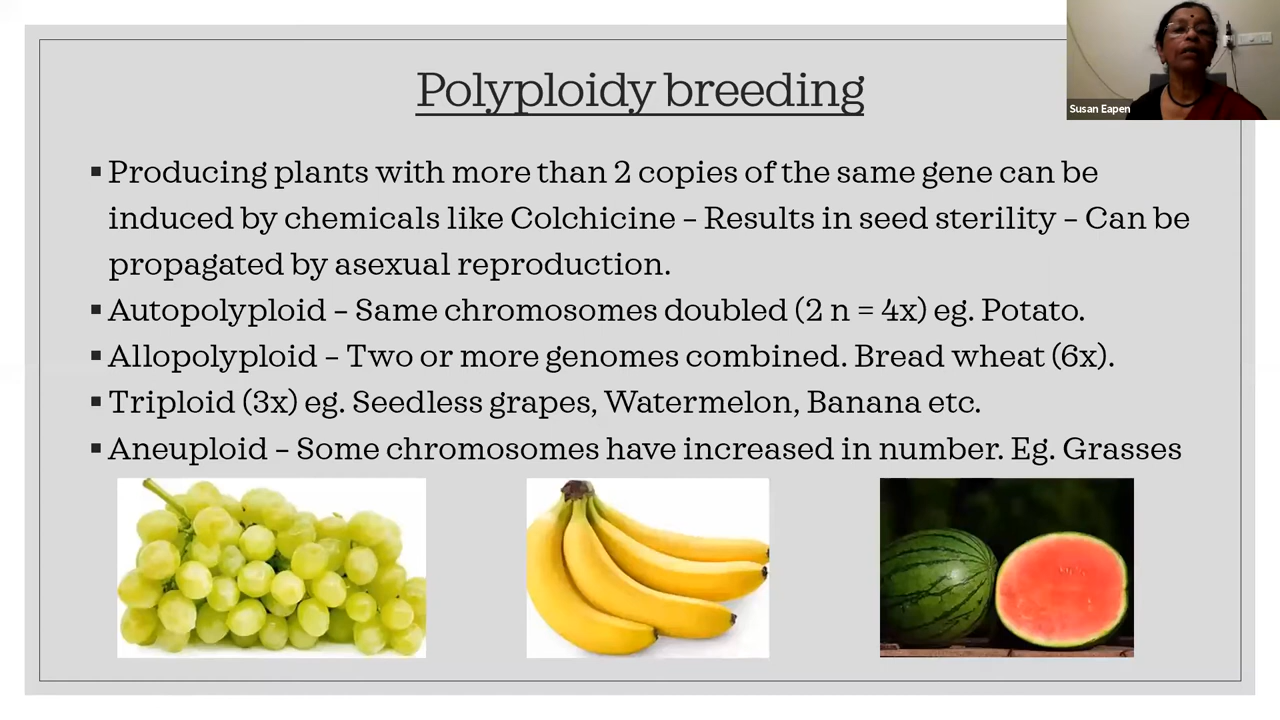 Polyploidy breeding
Susan Eapen
▪ Producing plants with more than 2 copies of the same gene can be
induced by chemicals like Colchicine – Results in seed sterility – Can be
propagated by asexual reproduction.
▪ Autopolyploid – Same chromosomes doubled (2 n = 4x) eg. Potato.
▪ Allopolyploid – Two or more genomes combined. Bread wheat (6x).
▪ Triploid (3x) eg. Seedless grapes, Watermelon, Banana etc.
▪ Aneuploid – Some chromosomes have increased in number. Eg. Grasses